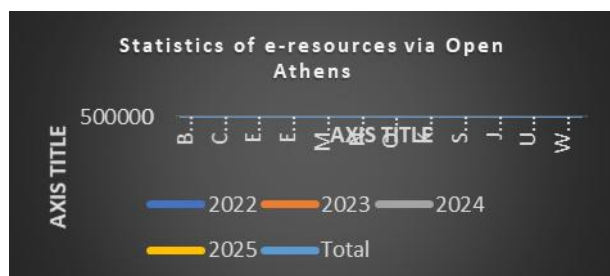 Statistics of e-resources via Open
Athens
500000
B...
C...
E...
E...
M...
S...
J...
U...
W...
AXIS TITLE
AXIS TITLE
2022
2023
2024
2025
Total